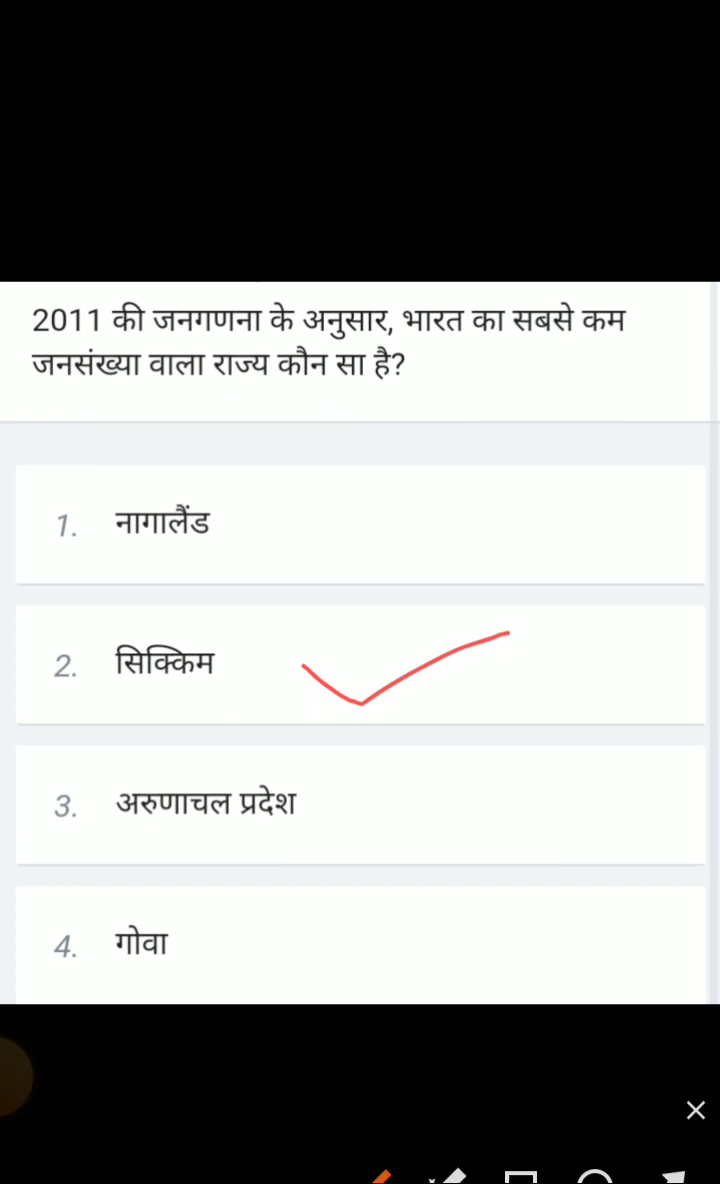 2011 की जनगणना के अनुसार, भारत का सबसे कम
जनसंख्या वाला राज्य कौन सा है?
1. नागालैंड
2. सिक्किम
3. अरुणाचल प्रदेश
4. गोवा